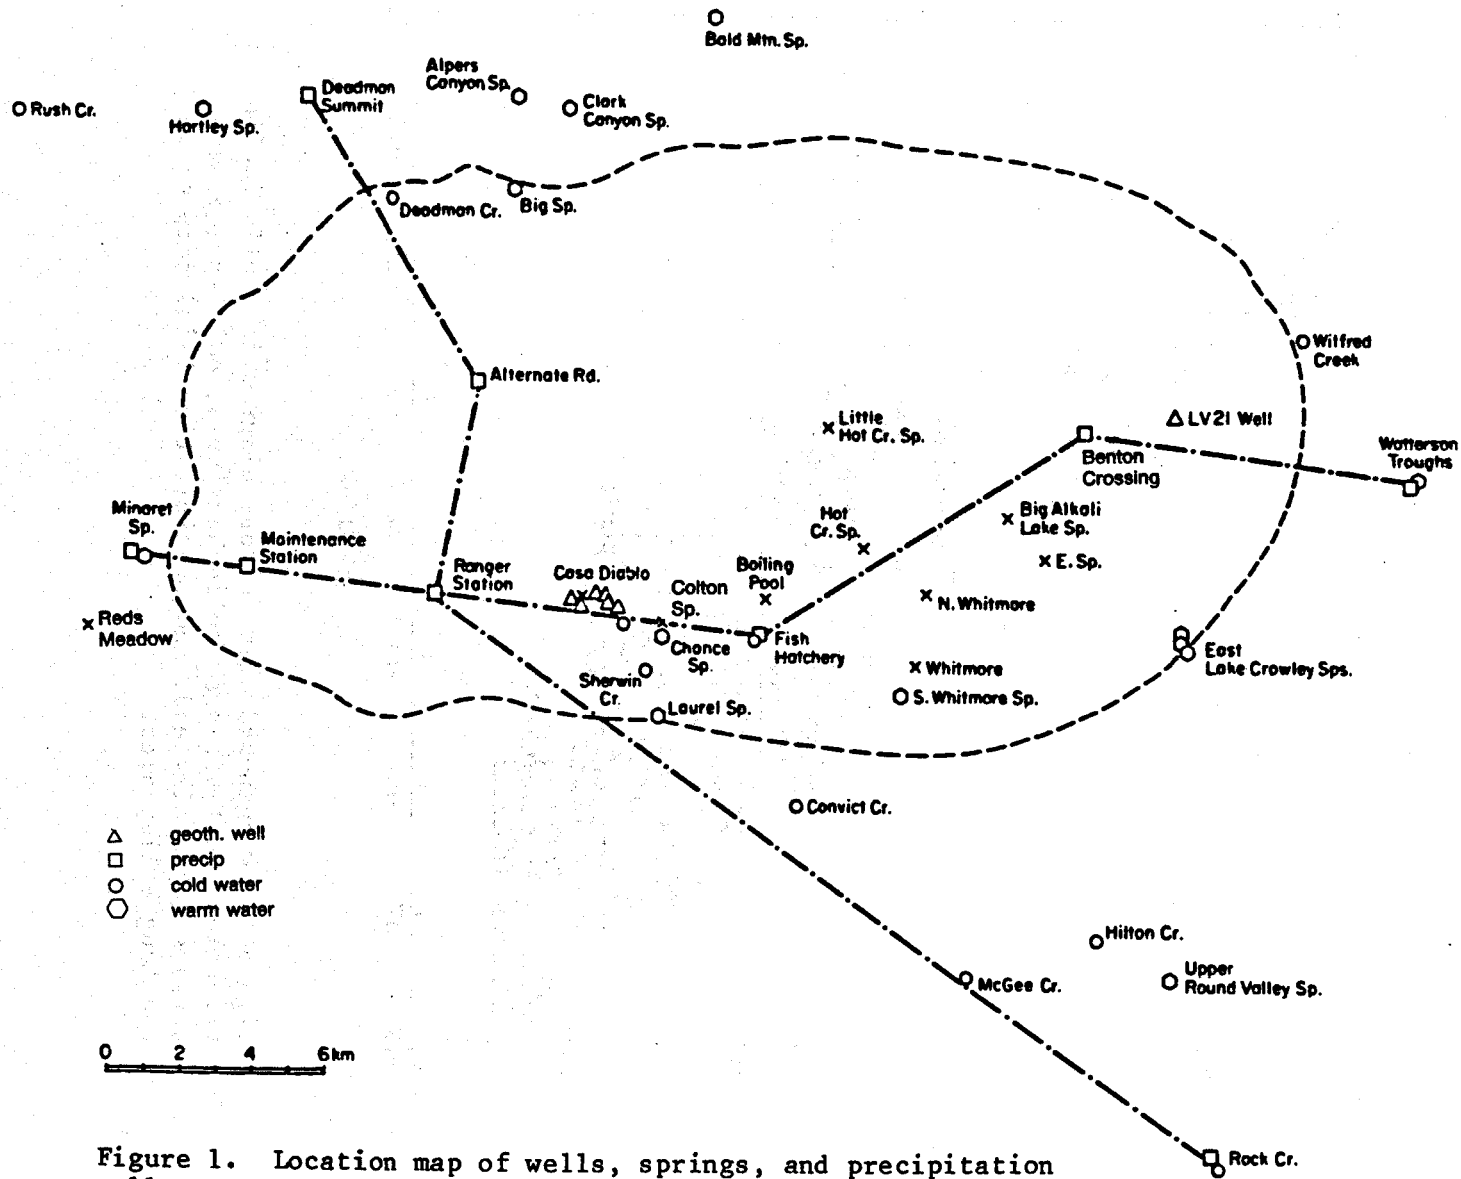 Bald Mtn. Sp.
Alpers
Canyon Sp.
Deadman
Summit
Clark
Canyon Sp.
Rush Cr.
Hartley Sp.
Deadman Cr.
Big Sp.
Wilfred
Creek
Alternate Rd.
Little
Hot Cr. Sp.
LV21 Well
Benton
Crossing
Watterson
Troughs
Minaret
Sp.
Maintenance
Station
Hot
Cr. Sp.
Big Alkali
Lake Sp.
E. Sp.
Ranger
Station
Casa Diablo
Colton
Sp.
Boiling
Pool
N. Whitmore
Reds
Meadow
Chance
Sp.
Fish
Hatchery
East
Lake Crowley Sps.
Sherwin
Cr.
Whitmore
S. Whitmore Sp.
Laurel Sp.
Convict Cr.
geoth. well
precip
cold water
warm water
Hilton Cr.
Upper
Round Valley Sp.
McGee Cr.
0 2 4 6 km
Rock Cr.
Figure 1. Location map of wells, springs, and precipitation